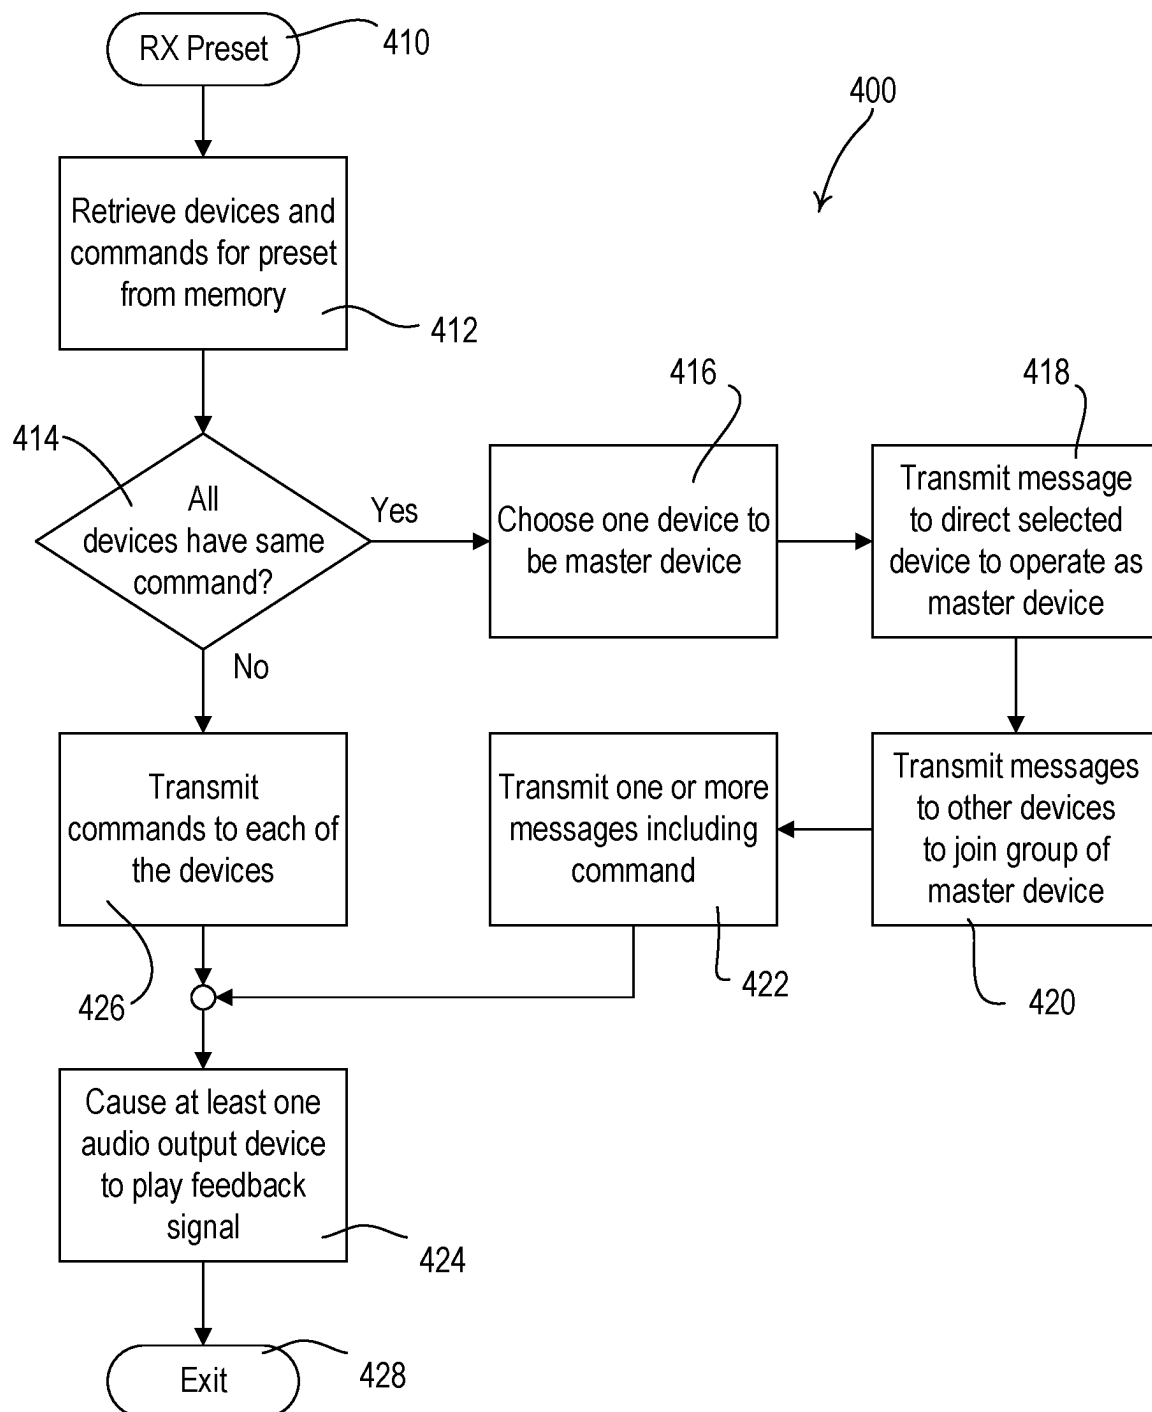 RX Preset
410
400
Retrieve devices and
commands for preset
from memory
412
416
418
414
All
devices have same
command?
Yes
Choose one device to
be master device
Transmit message
to direct selected
device to operate as
master device
No
Transmit
commands to each of
the devices
Transmit one or more
messages including
command
Transmit messages
to other devices
to join group of
master device
426
422
420
Cause at least one
audio output device
to play feedback
signal
424
Exit
428